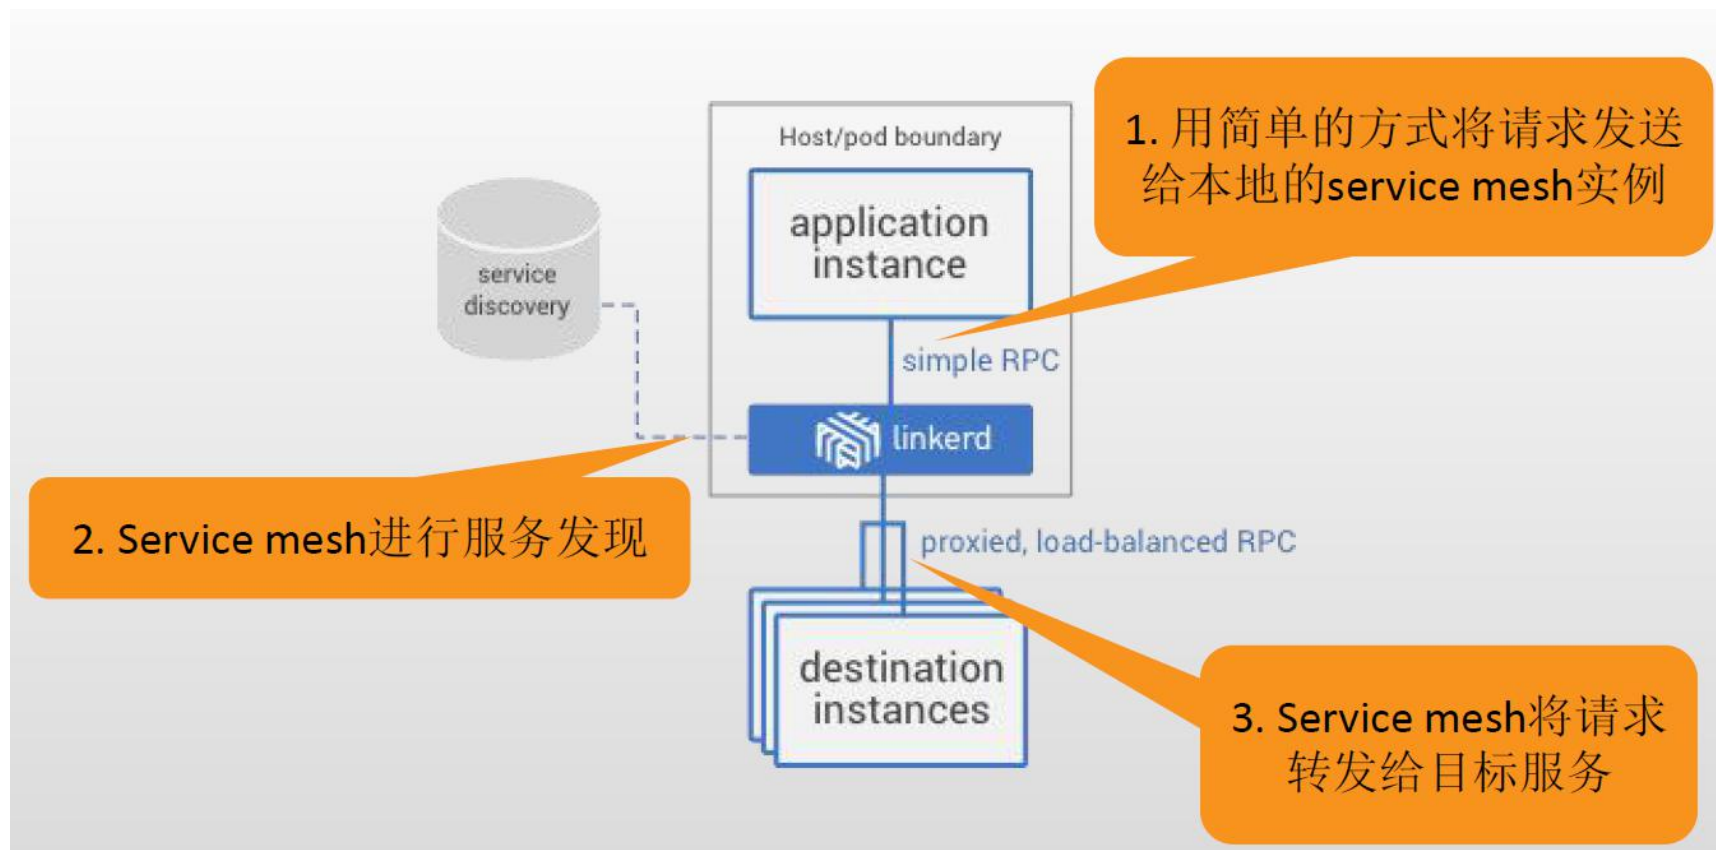 Host/pod boundary
application
instance
service
discovery
simple RPC
linkerd
proxied, load-balanced RPC
destination
instances
1. 用简单的方式将请求发送
给本地的service mesh实例
2. Service mesh进行服务发现
3. Service mesh将请求
转发给目标服务